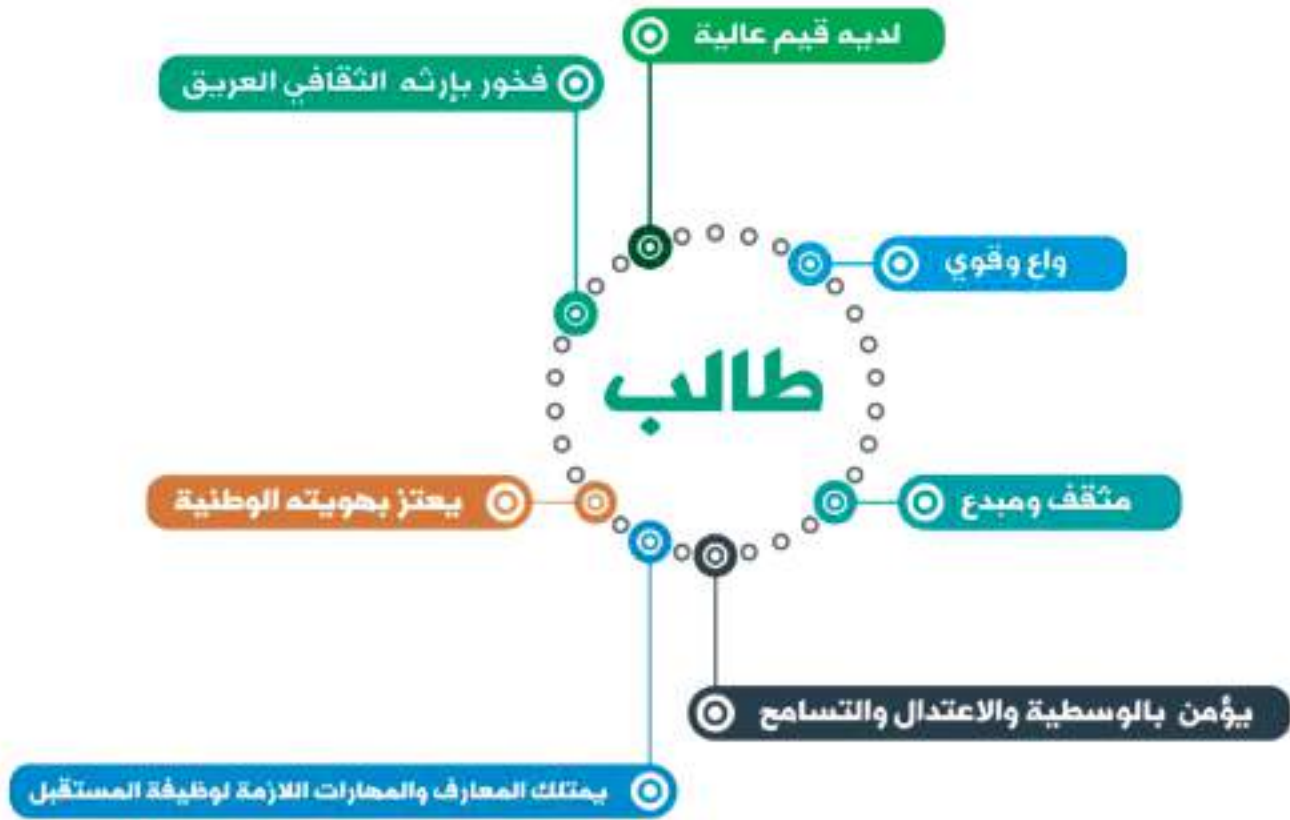 لديه قيم عالية
فخور بإرثه الثقافي العريق
واع وقوي
طالب
مثقف ومبدع
يعتز بهويته الوطنية
يؤمن بالوسطية والاعتدال والتسامح
يمتلك المعارف والمهارات اللازمة لوظيفة المستقبل